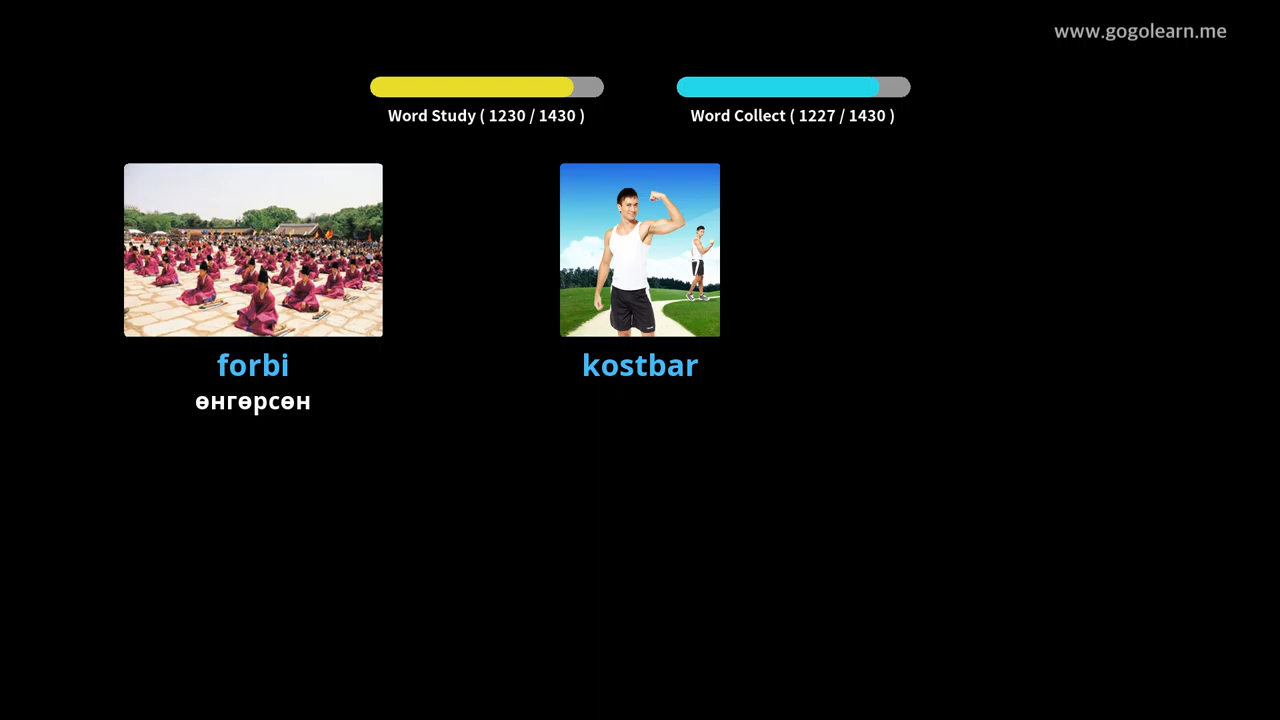 www.gogolearn.me
Word Study ( 1230 / 1430 )
Word Collect ( 1227 / 1430 )
forbi
kostbar
өнгөрсөн